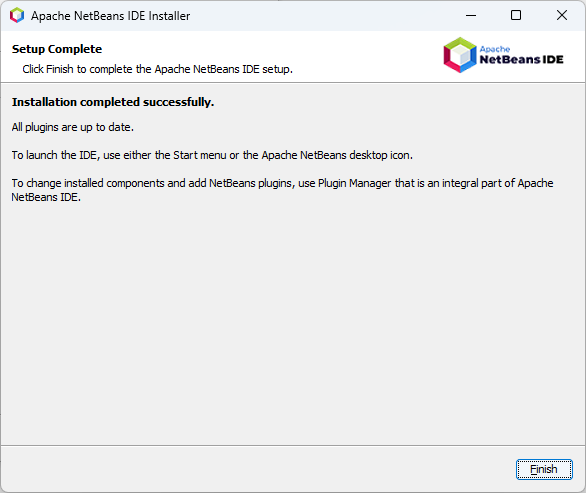 Apache NetBeans IDE Installer
Setup Complete
Click Finish to complete the Apache NetBeans IDE setup.
Apache
NetBeans IDE
Installation completed successfully.
All plugins are up to date.
To launch the IDE, use either the Start menu or the Apache NetBeans desktop icon.
To change installed components and add NetBeans plugins, use Plugin Manager that is an integral part of Apache
NetBeans IDE.
Finish